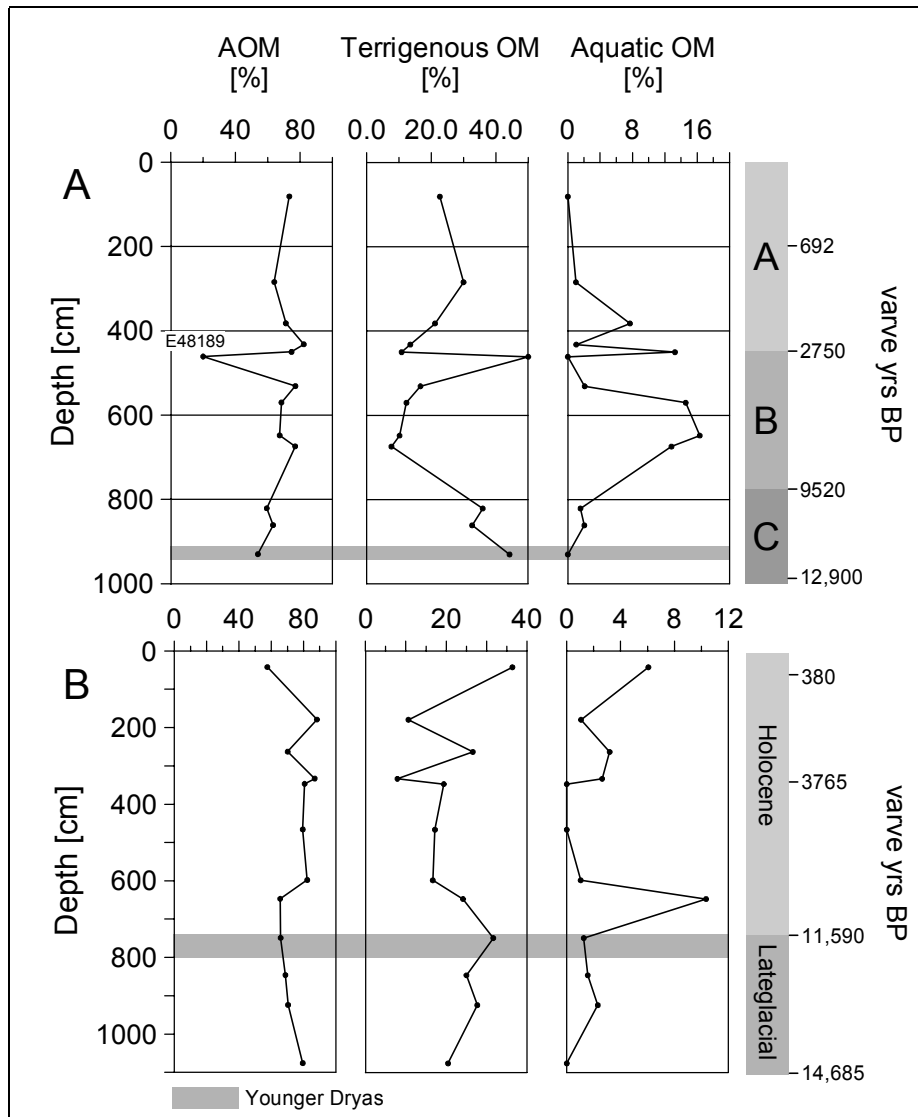 AOM Terrigenous OM Aquatic OM
[%] [%] [%]
0 40 80 0.0 20.0 40.0 0 8 16
A
0
200
400
600
800
1000
Depth [cm]
E48189
A
B
C
692
2750
9520
12,900
varve yrs BP
0 40 80 0 20 40 0 4 8 12
B
0
200
400
600
800
1000
Depth [cm]
Holocene
Lateglacial
380
3765
11,590
14,685
varve yrs BP
Younger Dryas